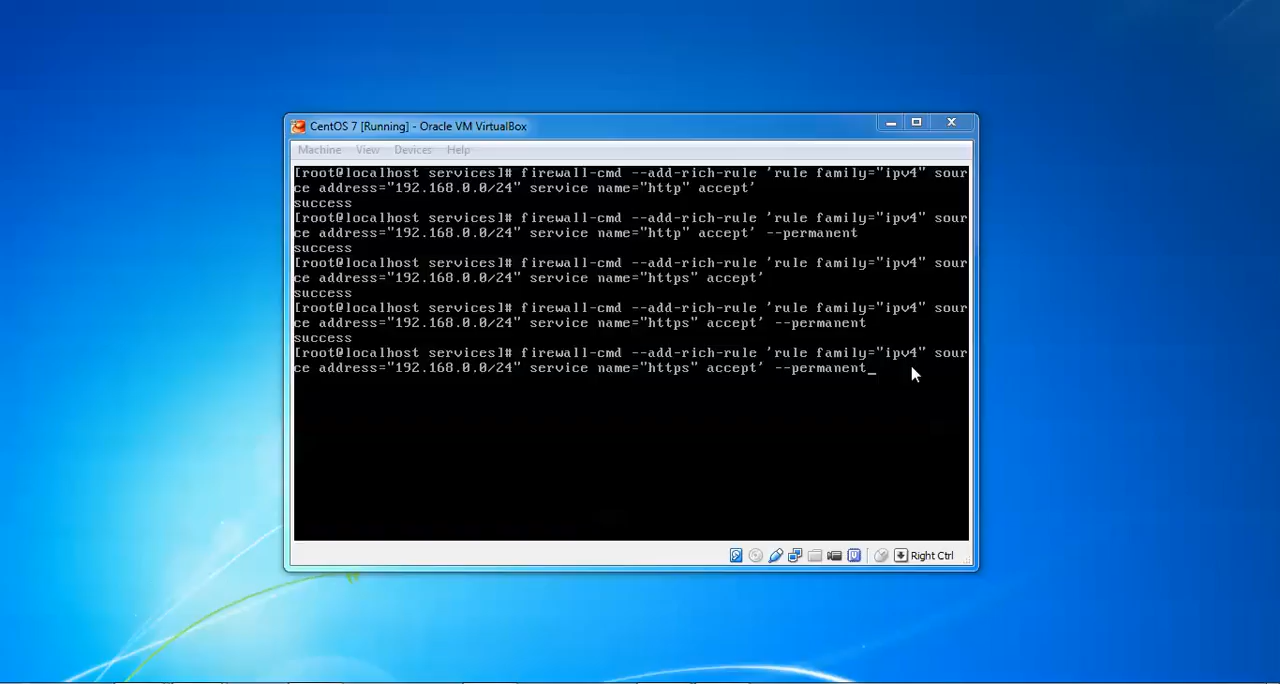 CentOS 7 [Running] - Oracle VM VirtualBox
Machine View Devices Help
[root@localhost services]# firewall-cmd --add-rich-rule 'rule family="ipv4" sour
ce address="192.168.0.0/24" service name="http" accept'
success
[root@localhost services]# firewall-cmd --add-rich-rule 'rule family="ipv4" sour
ce address="192.168.0.0/24" service name="http" accept' --permanent
success
[root@localhost services]# firewall-cmd --add-rich-rule 'rule family="ipv4" sour
ce address="192.168.0.0/24" service name="https" accept'
success
[root@localhost services]# firewall-cmd --add-rich-rule 'rule family="ipv4" sour
ce address="192.168.0.0/24" service name="https" accept' --permanent
success
[root@localhost services]# firewall-cmd --add-rich-rule 'rule family="ipv4" sour
ce address="192.168.0.0/24" service name="https" accept' --permanent_
Right Ctrl